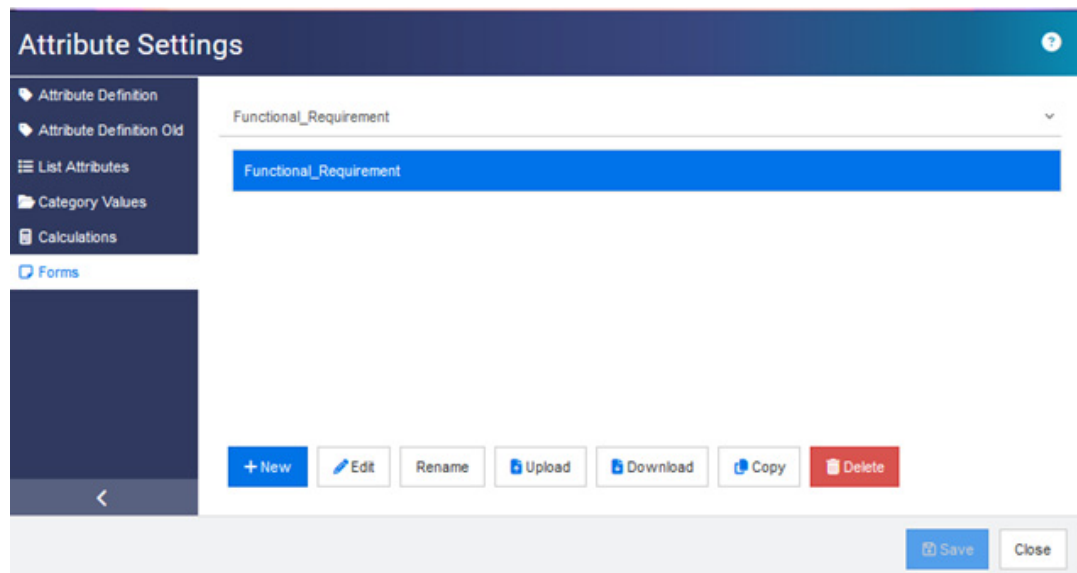 Attribute Settings
?
Attribute Definition
Attribute Definition Old
List Attributes
Category Values
Calculations
Forms
Functional_Requirement
Functional_Requirement
+ New
Edit
Rename
Upload
Download
Copy
Delete
Save
Close